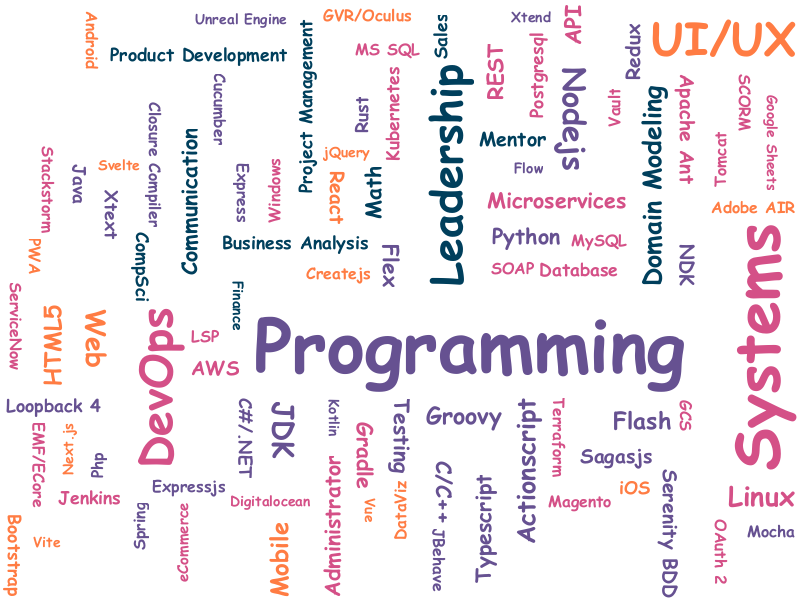 Android
Unreal Engine
GVR/Oculus
Sales
Xtend
API
UI/UX
Product Development
Project Management
MS SQL
REST
Postgresql
Redux
Cucumber
Rust
Kubernetes
Leadership
Nodejs
Vault
Domain Modeling
Apache Ant
SCORM
Google Sheets
Closure Compiler
Communication
jQuery
Mentor
Tomcat
Stackstorm
Java
Svelte
Express
Windows
React
Math
Flow
Xtext
Microservices
Adobe AIR
PWA
CompSci
Business Analysis
Flex
Python
MySQL
NDK
Systems
Createjs
SOAP
Database
ServiceNow
HTML5
Web
DevOps
Finance
LSP
AWS
Programming
Loopback 4
C#/.NET
JDK
Kotlin
Gradle
Testing
Groovy
Actionscript
Terraform
Flash
GCS
EMF/ECore
Next.js
Php
Sagasjs
Jenkins
Expressjs
Administrator
DataViz
C/C++
Typescript
iOS
Serenity BDD
Linux
Bootstrap
Vite
Spring
eCommerce
Digitalocean
Mobile
Vue
JBehave
Magento
OAuth 2
Mocha